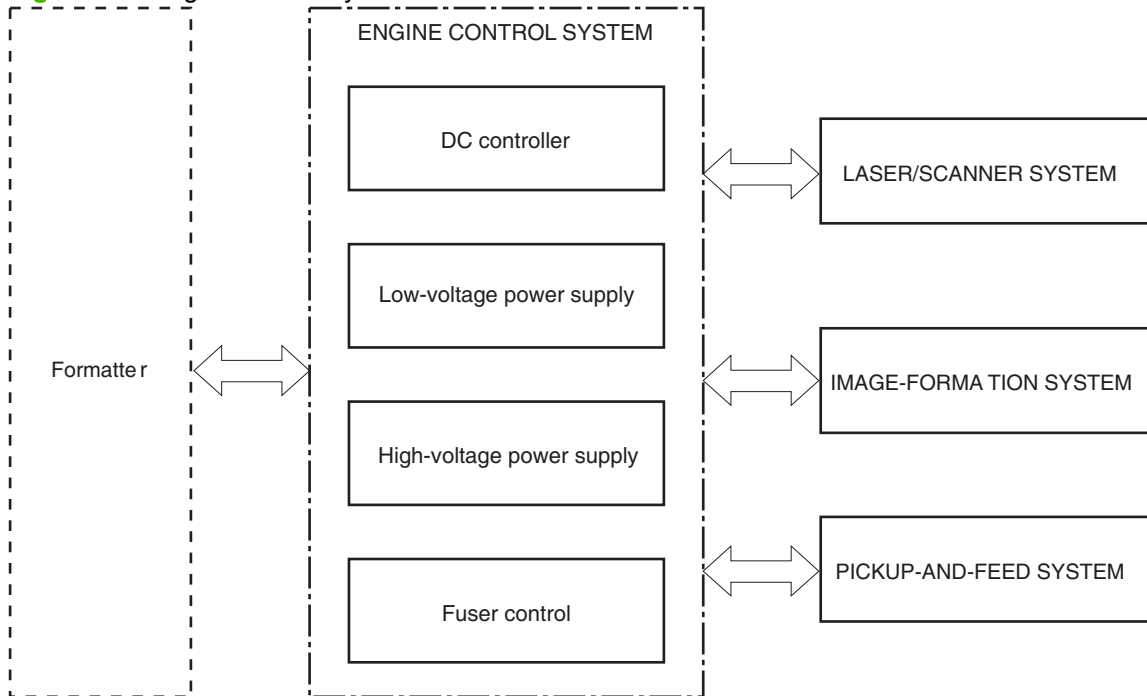 ENGINE CONTROL SYSTEM
DC controller
LASER/SCANNER SYSTEM
Low-voltage power supply
Formatter
IMAGE-FORMA TION SYSTEM
High-voltage power supply
PICKUP-AND-FEED SYSTEM
Fuser control